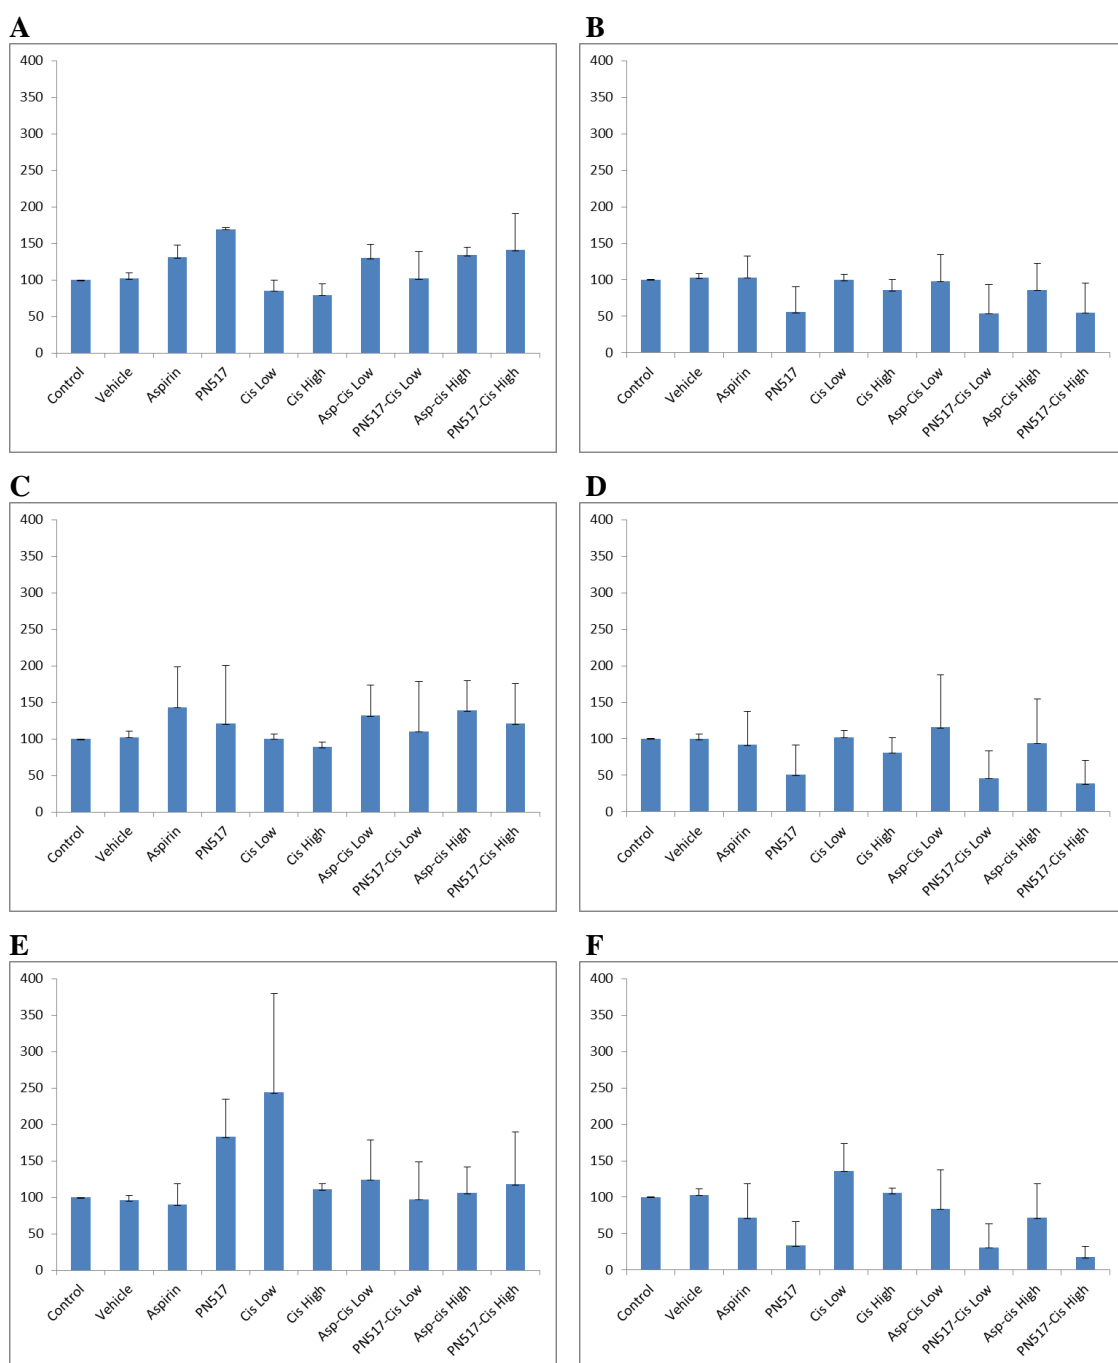 A
400
350
300
250
200
150
100
50
0
Control
Vehicle
Aspirin
PN517
Cis Low
Cis High
Asp-Cis Low
PN517-Cis Low
Asp-cis High
PN517-Cis High
B
400
350
300
250
200
150
100
50
0
Control
Vehicle
Aspirin
PN517
Cis Low
Cis High
Asp-Cis Low
PN517-Cis Low
Asp-cis High
PN517-Cis High
C
400
350
300
250
200
150
100
50
0
Control
Vehicle
Aspirin
PN517
Cis Low
Cis High
Asp-Cis Low
PN517-Cis Low
Asp-cis High
PN517-Cis High
D
400
350
300
250
200
150
100
50
0
Control
Vehicle
Aspirin
PN517
Cis Low
Cis High
Asp-Cis Low
PN517-Cis Low
Asp-cis High
PN517-Cis High
E
400
350
300
250
200
150
100
50
0
Control
Vehicle
Aspirin
PN517
Cis Low
Cis High
Asp-Cis Low
PN517-Cis Low
Asp-cis High
PN517-Cis High
F
400
350
300
250
200
150
100
50
0
Control
Vehicle
Aspirin
PN517
Cis Low
Cis High
Asp-Cis Low
PN517-Cis Low
Asp-cis High
PN517-Cis High